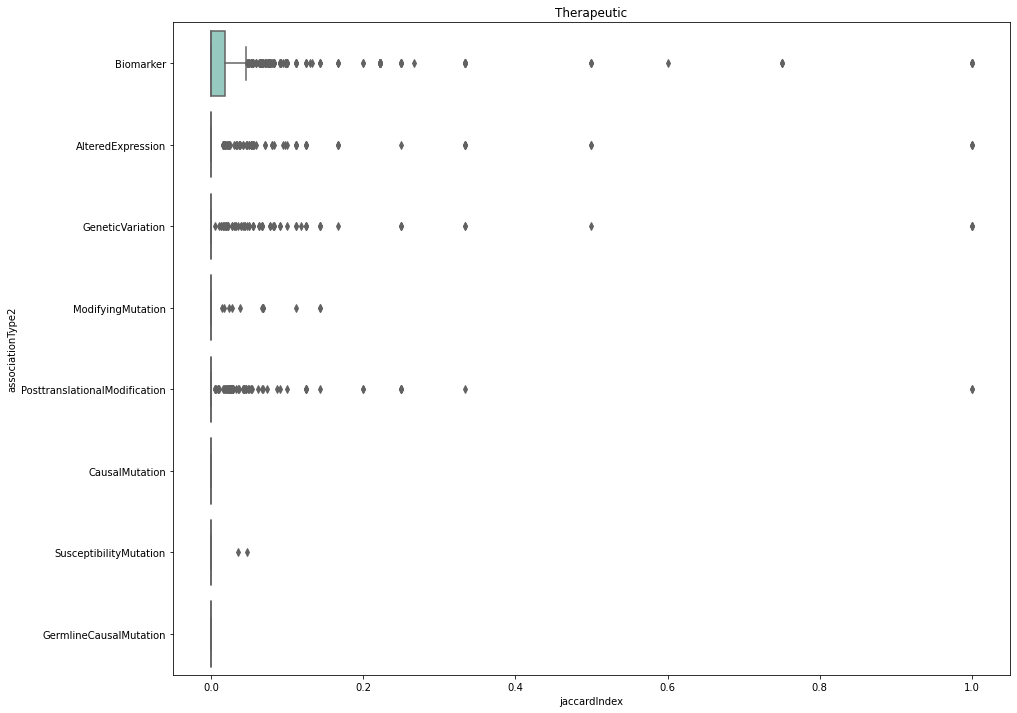 Therapeutic
Biomarker
AlteredExpression
GeneticVariation
ModifyingMutation
PosttranslationalModification
CausalMutation
SusceptibilityMutation
GermlineCausalMutation
associationType2
0.0 0.2 0.4 0.6 0.8 1.0
jaccardIndex